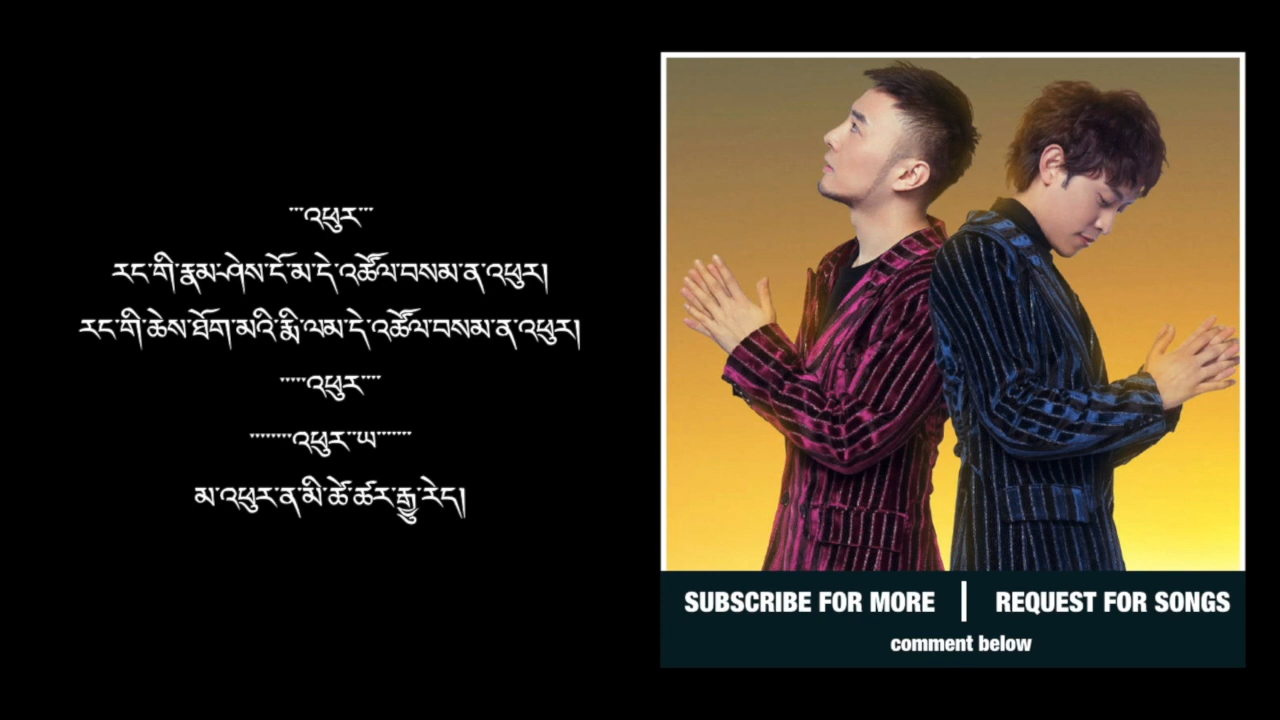 ་་་འཕུར་་་
རང་གི་རྣམ་ཤེས་ངོ་མ་དེ་འཚོལ་བསམ་ན་འཕུར།
རང་གི་ཆེས་ཐོག་མའི་རྨི་ལམ་དེ་འཚོལ་བསམ་ན་འཕུར།
་་་་་འཕུར་་་་
་་་་་་་་འཕུར་་ཡ་་་་་་་
མ་འཕུར་ན་མི་ཚེ་ཚར་རྒྱུ་རེད།
SUBSCRIBE FOR MORE | REQUEST FOR SONGS
comment below